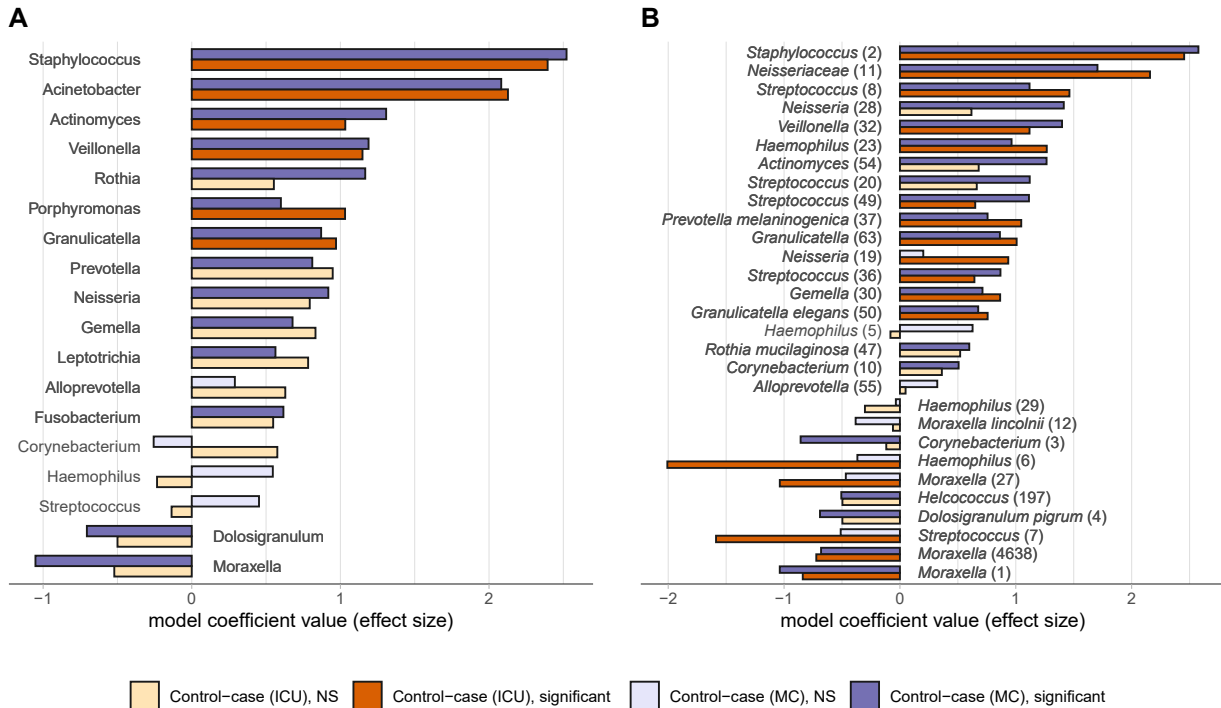 A
Staphylococcus
Acinetobacter
Actinomyces
Veillonella
Rothia
Porphyromonas
Granulicatella
Prevotella
Neisseria
Gemella
Leptotrichia
Alloprevotella
Fusobacterium
Corynebacterium
Haemophilus
Streptococcus
Dolosigranulum
Moraxella
−1 0 1 2
model coefficient value (effect size)
B
Staphylococcus (2)
Neisseriaceae (11)
Streptococcus (8)
Neisseria (28)
Veillonella (32)
Haemophilus (23)
Actinomyces (54)
Streptococcus (20)
Streptococcus (49)
Prevotella melaninogenica (37)
Granulicatella (63)
Neisseria (19)
Streptococcus (36)
Gemella (30)
Granulicatella elegans (50)
Haemophilus (5)
Rothia mucilaginosa (47)
Corynebacterium (10)
Alloprevotella (55)
Haemophilus (29)
Moraxella lincolnii (12)
Corynebacterium (3)
Haemophilus (6)
Moraxella (27)
Helcococcus (197)
Dolosigranulum pigrum (4)
Streptococcus (7)
Moraxella (4638)
Moraxella (1)
−2 −1 0 1 2
model coefficient value (effect size)
Control−case (ICU), NS Control−case (ICU), significant Control−case (MC), NS Control−case (MC), significant